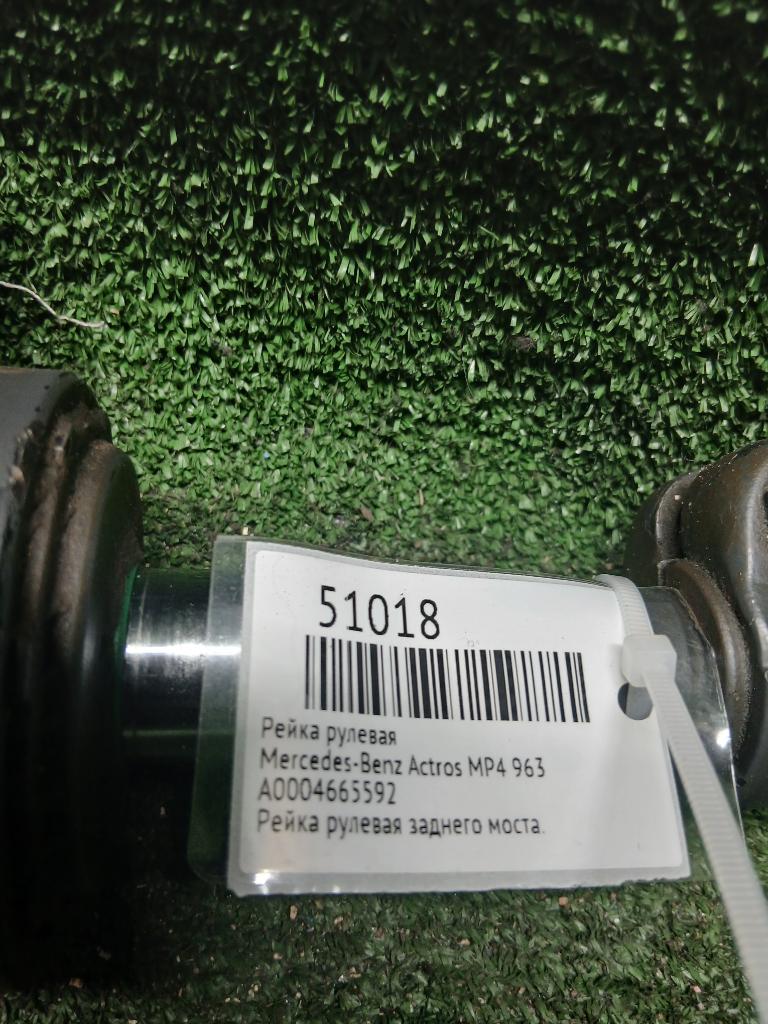 51018
Рейка рулевая
Mercedes-Benz Actros MP4 963
A0004665592
Рейка рулевая заднего моста.